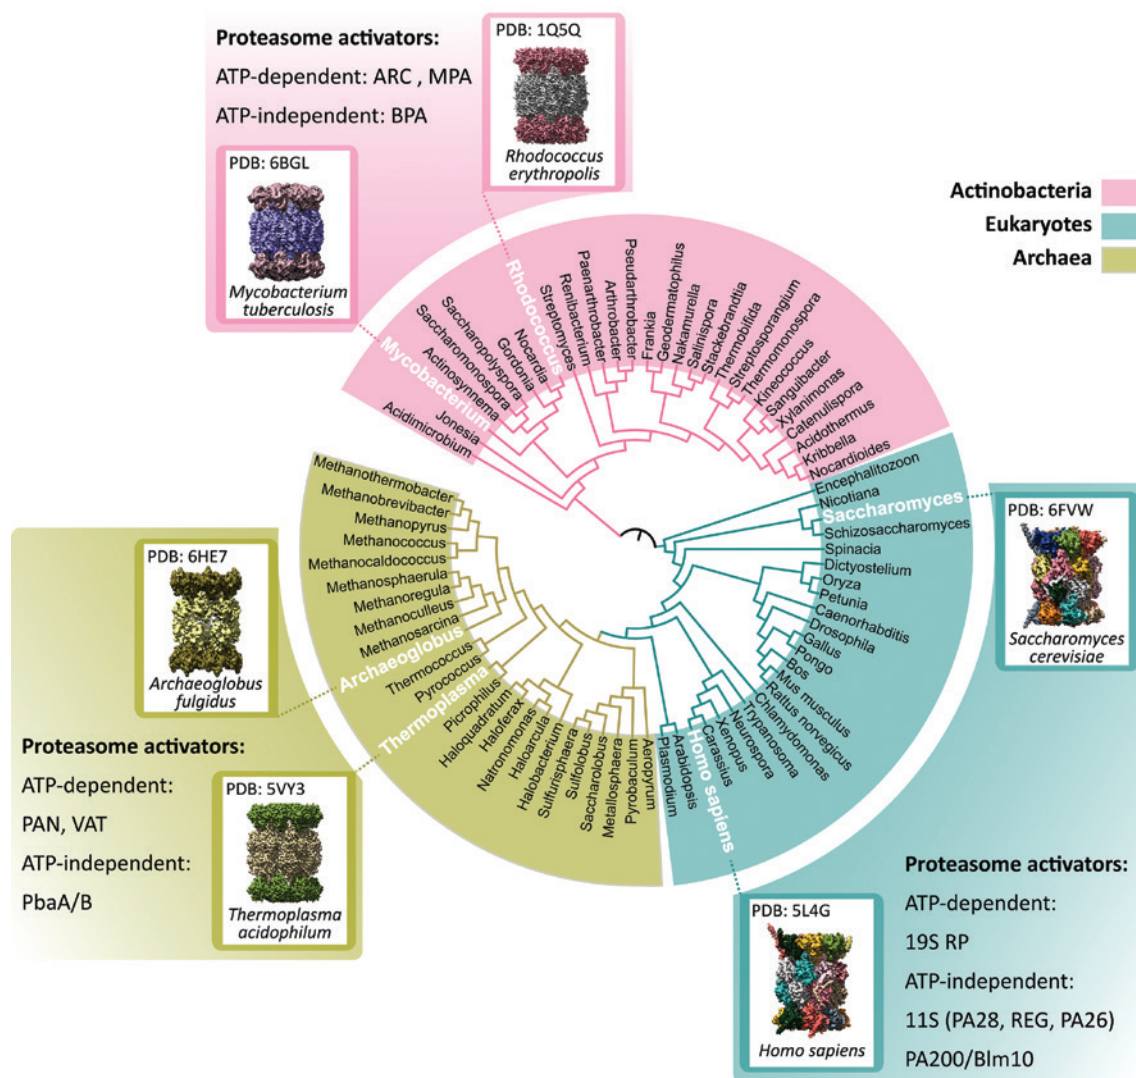 Proteasome activators:
ATP-dependent: ARC , MPA
ATP-independent: BPA
PDB: 1Q5Q
Rhodococcus
erythropolis
PDB: 6BGL
Mycobacterium
tuberculosis
Actinobacteria
Eukaryotes
Archaea
Acidimicrobium
Jonesia
Mycobacterium
Actinosynnema
Saccharomonospora
Saccharopolyspora
Gordonia
Nocardia
Rhodococcus
Streptomyces
Renibacterium
Paenarthrobacter
Arthrobacter
Pseudarthrobacter
Frankia
Geodermatophilus
Nakamurella
Salinispora
Stackebrandtia
Thermobifida
Streptosporangium
Thermomonospora
Kineococcus
Sanguibacter
Xylanimonas
Catenulispora
Acidothermus
Kribbella
Nocardioides
Encephalitozoon
Nicotiana
Saccharomyces
Schizosaccharomyces
Spinacia
Dictyostelium
Oryza
Petunia
Caenorhabditis
Drosophila
Gallus
Pongo
Bos
Mus musculus
Rattus norvegicus
Chlamydomonas
Trypanosoma
Neurospora
Xenopus
Carassius
Homo sapiens
Arabidopsis
Plasmodium
Aeropyrum
Pyrobaculum
Metallosphaera
Saccharolobus
Sulfolobus
Sulfurisphaera
Halobacterium
Haloarcula
Natronomonas
Haloferax
Haloquadratum
Picrophilus
Thermoplasma
Pyrococcus
Thermococcus
Archaeoglobus
Methanosarcina
Methanoculleus
Methanoregula
Methanosphaerula
Methanocaldococcus
Methanococcus
Methanopyrus
Methanobrevibacter
Methanothermobacter
PDB: 6FVW
Saccharomyces
cerevisiae
PDB: 6HE7
Archaeoglobus
fulgidus
Proteasome activators:
ATP-dependent:
PAN, VAT
ATP-independent:
PbaA/B
PDB: 5VY3
Thermoplasma
acidophilum
PDB: 5L4G
Homo sapiens
Proteasome activators:
ATP-dependent:
19S RP
ATP-independent:
11S (PA28, REG, PA26)
PA200/Blm10